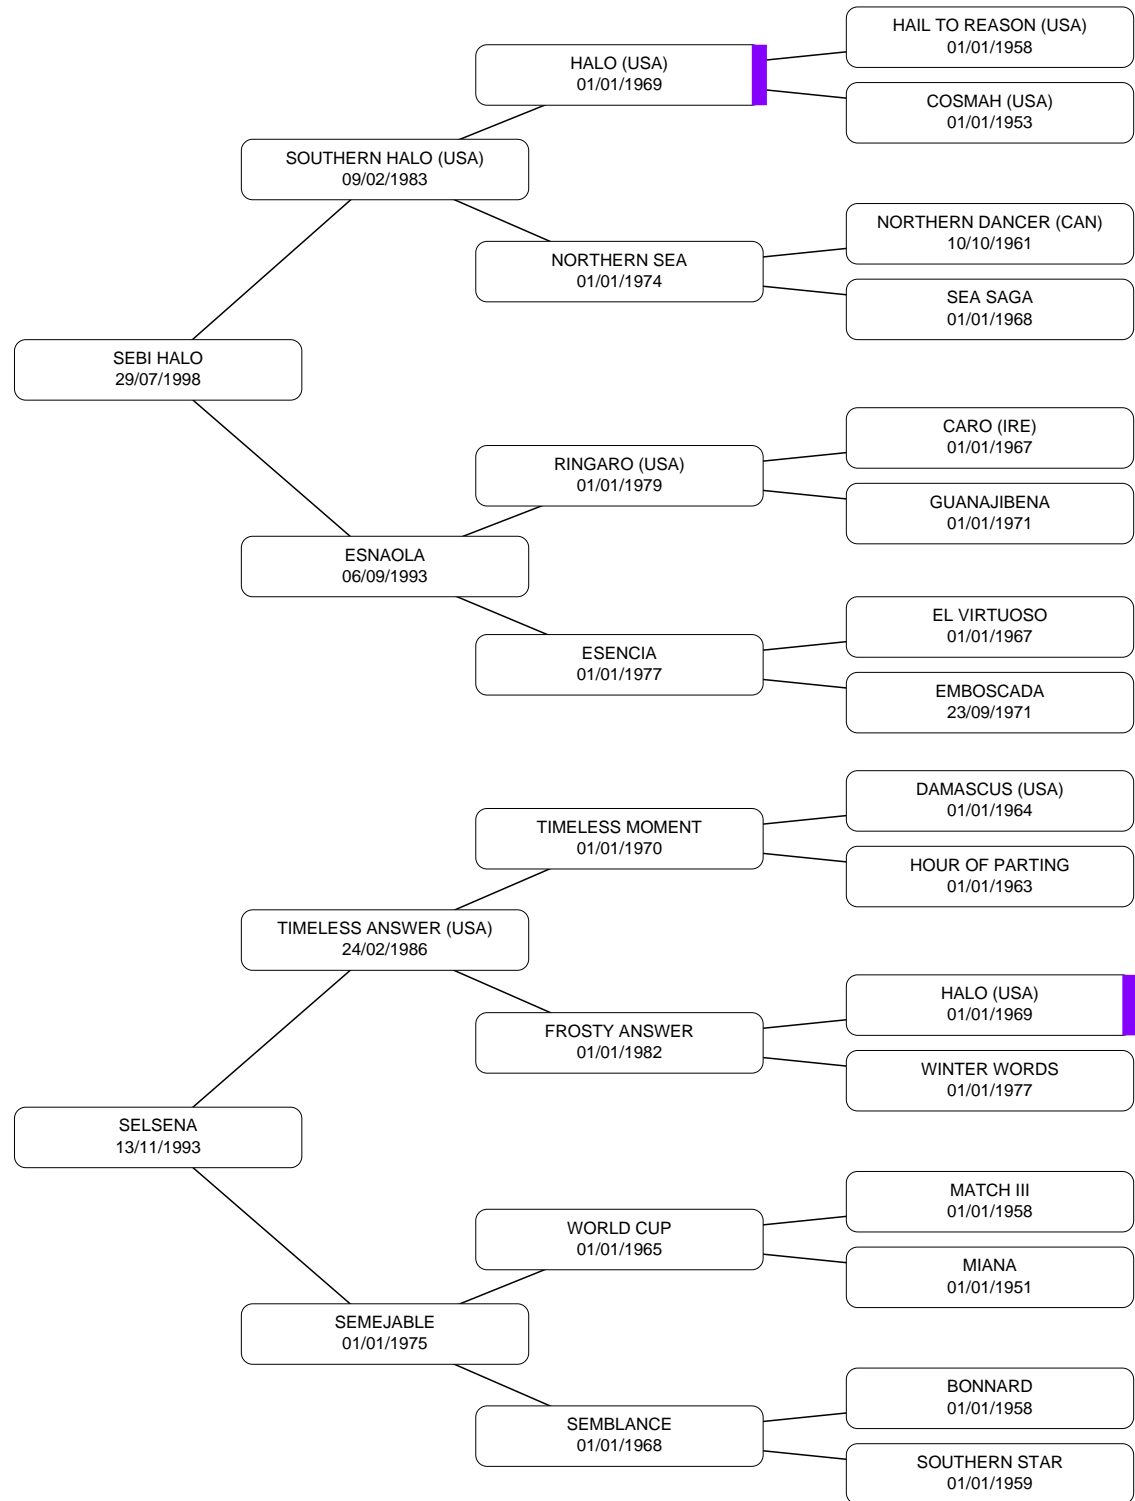 HAIL TO REASON (USA)
01/01/1958
HALO (USA)
01/01/1969
COSMAH (USA)
01/01/1953
SOUTHERN HALO (USA)
09/02/1983
NORTHERN DANCER (CAN)
10/10/1961
NORTHERN SEA
01/01/1974
SEA SAGA
01/01/1968
SEBI HALO
29/07/1998
CARO (IRE)
01/01/1967
RINGARO (USA)
01/01/1979
GUANAJIBENA
01/01/1971
ESNAOLA
06/09/1993
EL VIRTUOSO
01/01/1967
ESENCIA
01/01/1977
EMBOSCADA
23/09/1971
DAMASCUS (USA)
01/01/1964
TIMELESS MOMENT
01/01/1970
HOUR OF PARTING
01/01/1963
TIMELESS ANSWER (USA)
24/02/1986
HALO (USA)
01/01/1969
FROSTY ANSWER
01/01/1982
WINTER WORDS
01/01/1977
SELSENA
13/11/1993
MATCH III
01/01/1958
WORLD CUP
01/01/1965
MIANA
01/01/1951
SEMEJABLE
01/01/1975
BONNARD
01/01/1958
SEMBLANCE
01/01/1968
SOUTHERN STAR
01/01/1959